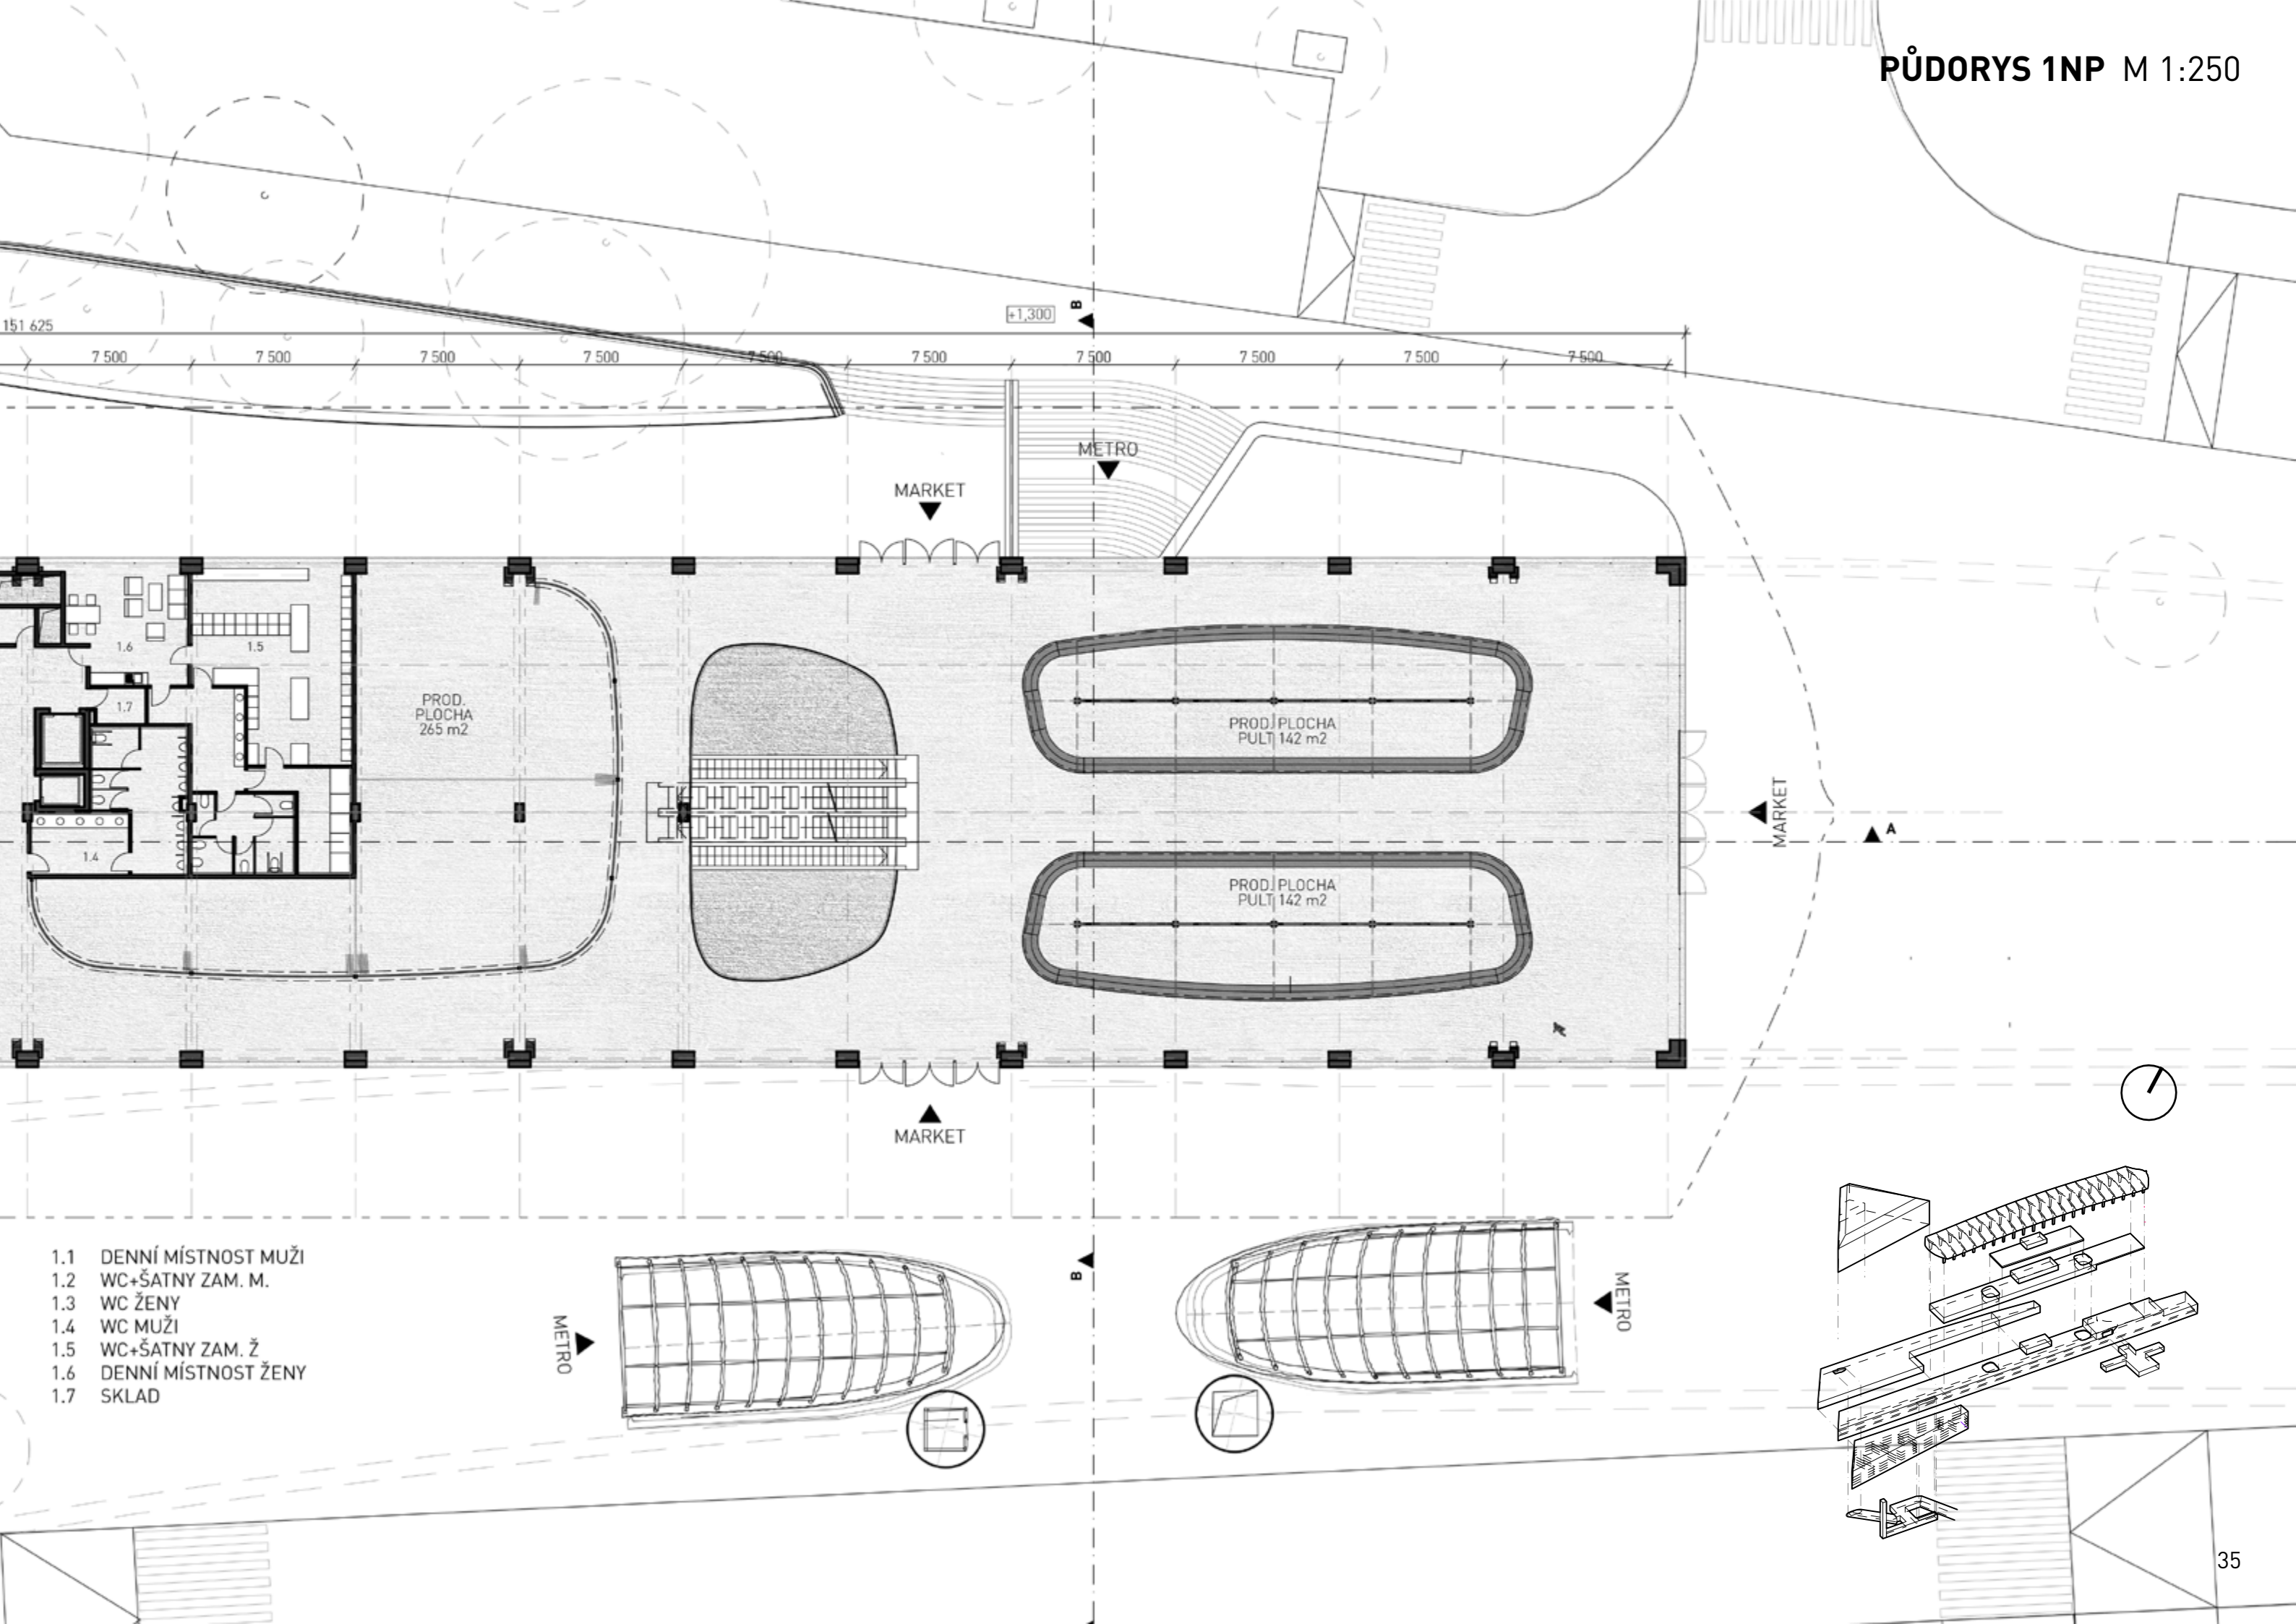 PŮDORYS 1NP M 1:250
+1,300
B
151 625
7 500 7 500 7 500 7 500 7 500 7 500 7 500 7 500 7 500 7 500
METRO
MARKET
1.6
1.5
1.7
PROD.
PLOCHA
265 m2
PROD. PLOCHA
PULT 142 m2
MARKET
A
1.4
PROD. PLOCHA
PULT 142 m2
MARKET
B
METRO
METRO
1.1 DENNÍ MÍSTNOST MUŽI
1.2 WC+ŠATNY ZAM. M.
1.3 WC ŽENY
1.4 WC MUŽI
1.5 WC+ŠATNY ZAM. Ž
1.6 DENNÍ MÍSTNOST ŽENY
1.7 SKLAD
35